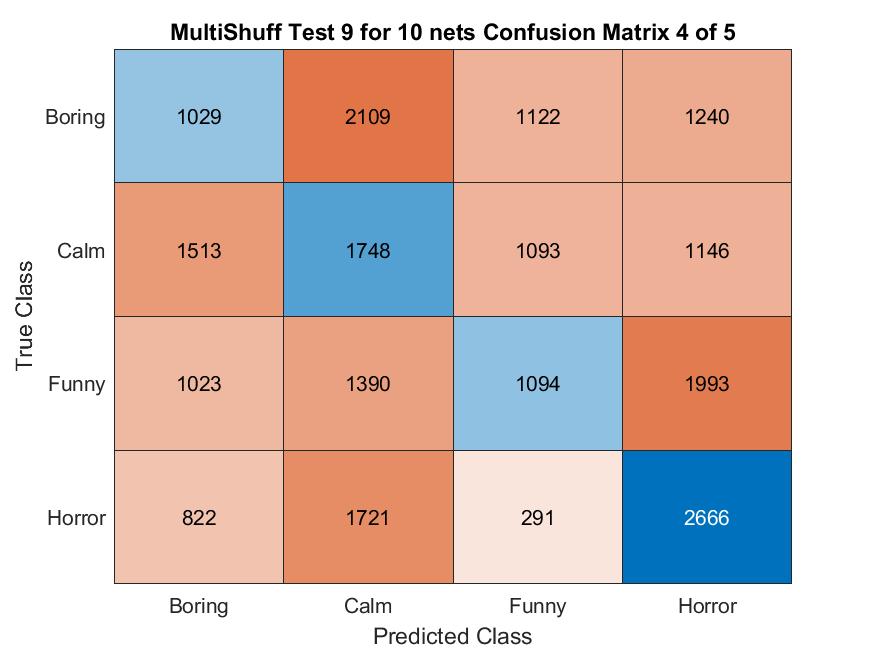 MultiShuff Test 9 for 10 nets Confusion Matrix 4 of 5
True Class
Boring 1029 2109 1122 1240
Calm 1513 1748 1093 1146
Funny 1023 1390 1094 1993
Horror 822 1721 291 2666
Boring Calm Funny Horror
Predicted Class